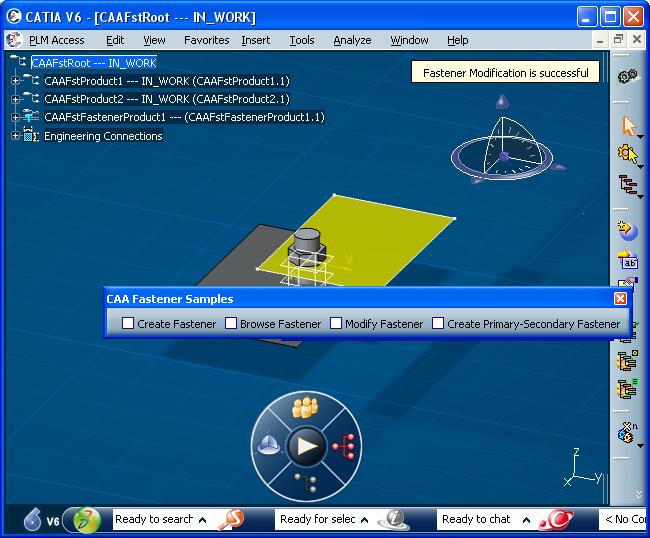 CATIA V6 - [CAAFstRoot --- IN_WORK]
PLM Access Edit View Favorites Insert Tools Analyze Window Help
CAAFstRoot --- IN_WORK
Fastener Modification is successful
CAAFstProduct1 --- IN_WORK (CAAFstProduct1.1)
CAAFstProduct2 --- IN_WORK (CAAFstProduct2.1)
CAAFstFastenerProduct1 --- (CAAFstFastenerProduct1.1)
Engineering Connections
ab
V
CAA Fastener Samples
Create Fastener Browse Fastener Modify Fastener Create Primary-Secondary Fastener
n
z
x y
V6 Ready to search Ready for selec Ready to chat < No Co